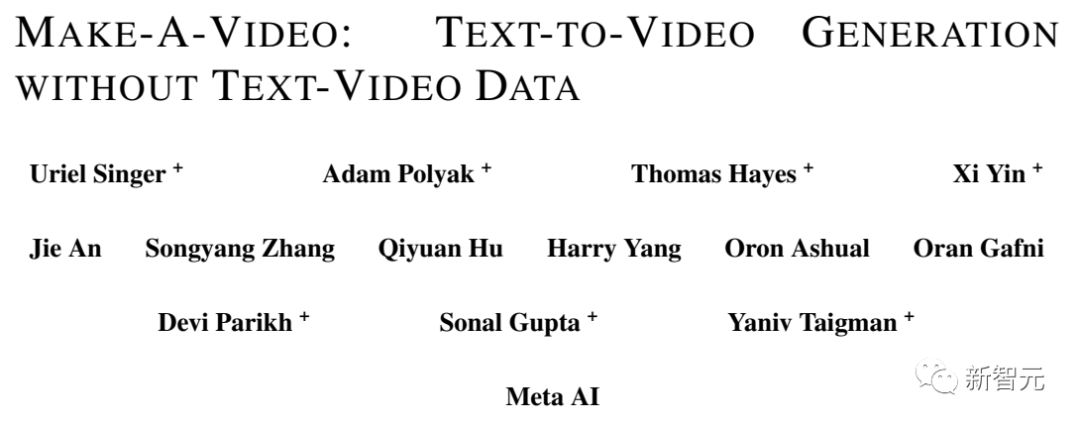 MAKE-A-VIDEO: TEXT-TO-VIDEO GENERATION
WITHOUT TEXT-VIDEO DATA
Uriel Singer + Adam Polyak + Thomas Hayes + Xi Yin +
Jie An Songyang Zhang Qiyuan Hu Harry Yang Oron Ashual Oran Gafni
Devi Parikh + Sonal Gupta + Yaniv Taigman +
新智元
Meta AI